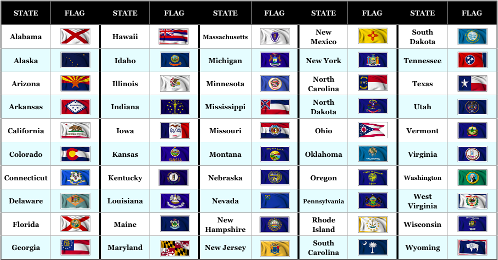 STATE FLAG STATE FLAG STATE FLAG STATE FLAG STATE FLAG
Alabama Hawaii Massachusetts New Mexico South Dakota
Alaska Idaho Michigan New York Tennessee
Arizona Illinois Minnesota North Carolina Texas
Arkansas Indiana Mississippi North Dakota Utah
California Iowa Missouri Ohio Vermont
Colorado Kansas Montana Oklahoma Virginia
Connecticut Kentucky Nebraska Oregon Washington
Delaware Louisiana Nevada Pennsylvania West Virginia
Florida Maine New Hampshire Rhode Island Wisconsin
Georgia Maryland New Jersey South Carolina Wyoming